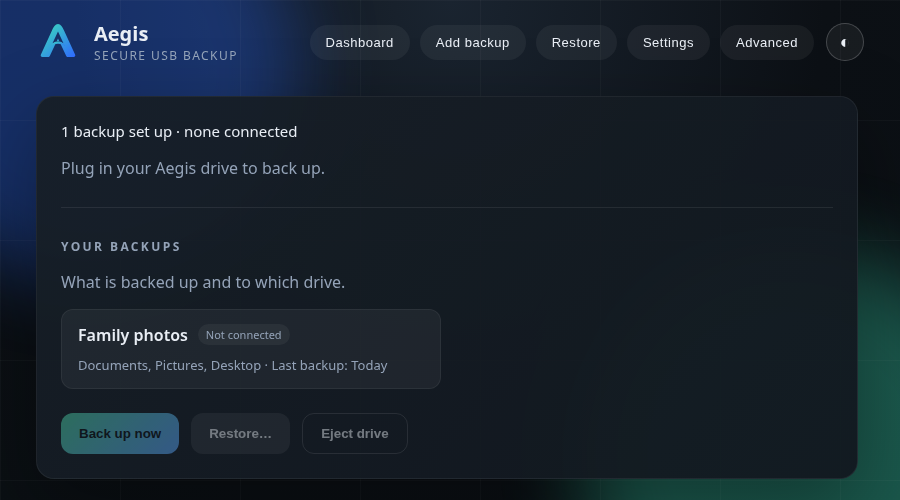 Aegis
SECURE USB BACKUP
Dashboard
Add backup
Restore
Settings
Advanced
1 backup set up · none connected
Plug in your Aegis drive to back up.
YOUR BACKUPS
What is backed up and to which drive.
Family photos
Not connected
Documents, Pictures, Desktop · Last backup: Today
Back up now
Restore…
Eject drive